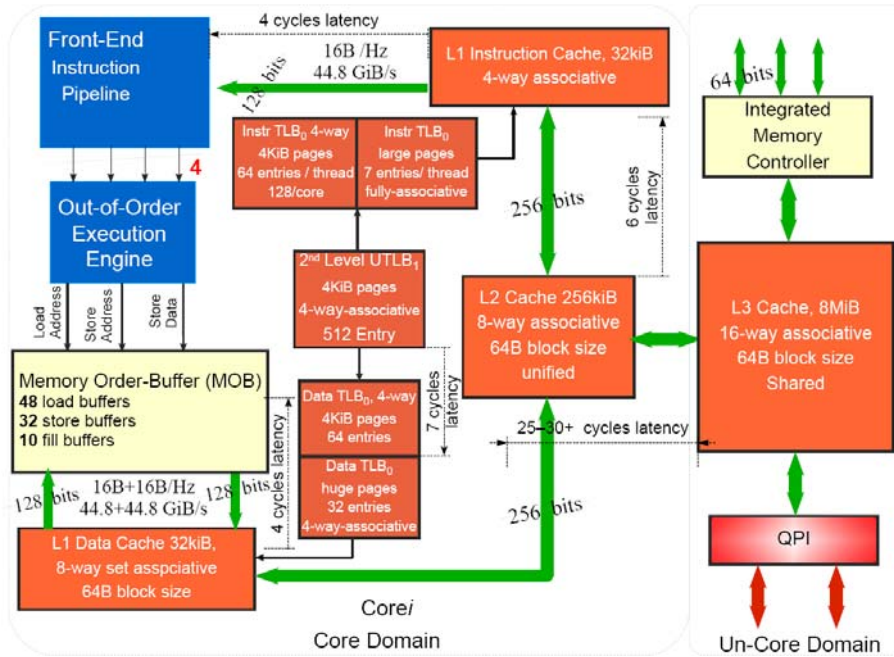 4 cycles latency
Front-End
Instruction
Pipeline
16B /Hz
44.8 GiB/s
128 bits
L1 Instruction Cache, 32kiB
4-way associative
64 bits
Integrated
Memory
Controller
Instr TLB0 4-way
4KiB pages
64 entries / thread
128/core
Instr TLB0
large pages
7 entries/ thread
fully-associative
4
Out-of-Order
Execution
Engine
256 bits
6 cycles
latency
2nd Level UTLB1
4KiB pages
4-way-associative
512 Entry
Load
Address
Store
Address
Store
Data
L2 Cache 256kiB
8-way associative
64B block size
unified
L3 Cache, 8MiB
16-way associative
64B block size
Shared
Memory Order-Buffer (MOB)
48 load buffers
32 store buffers
10 fill buffers
7 cycles
latency
Data TLB0, 4-way
4KiB pages
64 entries
25–30+ cycles latency
4 cycles latency
Data TLB0
huge pages
32 entries
4-way-associative
128 bits
16B+16B/Hz
44.8+44.8 GiB/s
128 bits
256 bits
L1 Data Cache 32kiB,
8-way set asspciative
64B block size
QPI
Corei
Core Domain
Un-Core Domain